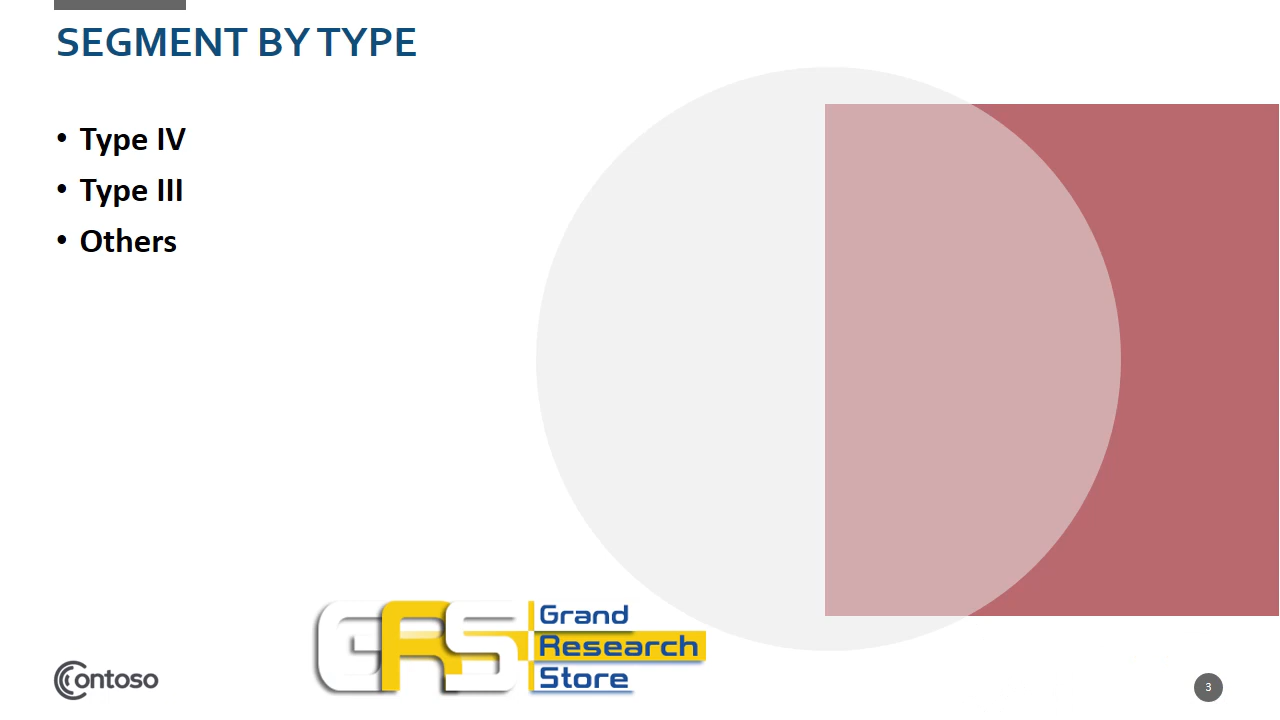 SEGMENT BY TYPE
• Type IV
• Type III
• Others
GRS
Grand
Research
Store
Contoso
3